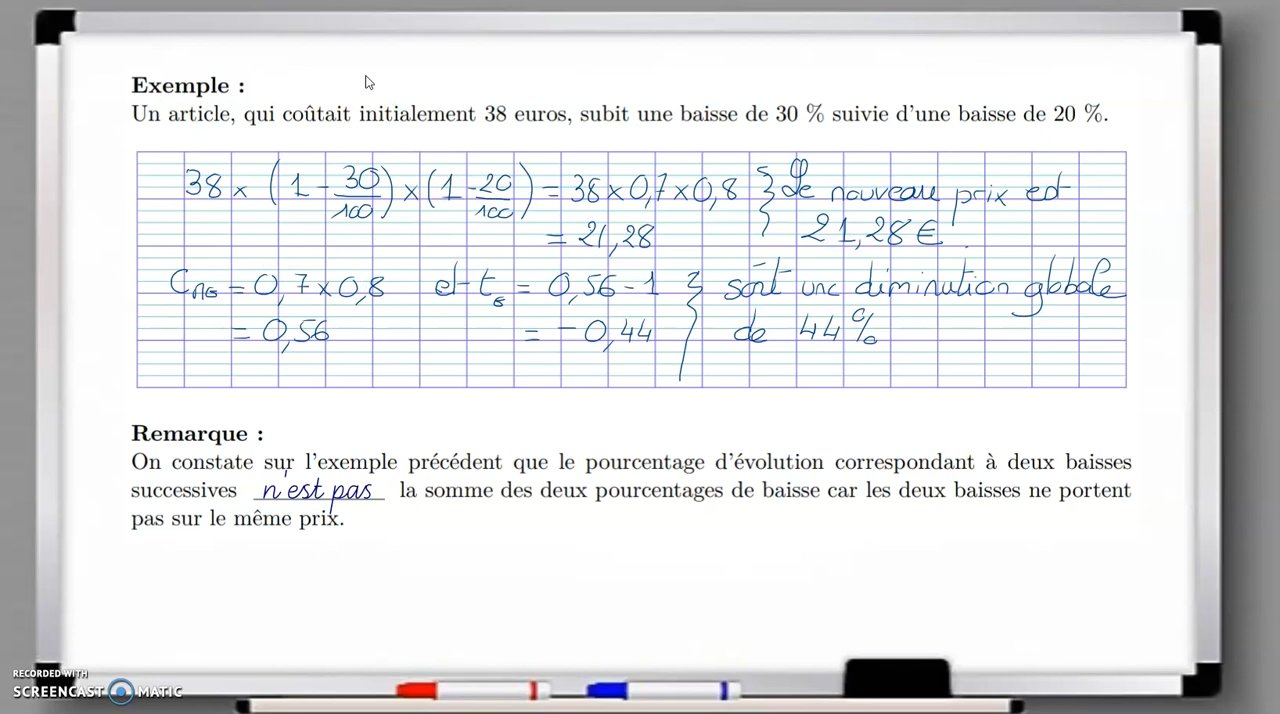 Exemple :
Un article, qui coûtait initialement 38 euros, subit une baisse de 30 % suivie d'une baisse de 20 %.
38 × (1 - 30/100) × (1 - 20/100) = 38 × 0,7 × 0,8 } Le nouveau prix est
= 21,28 21,28 € .
C_MG = 0,7 × 0,8 et t_G = 0,56 - 1 } soit une diminution globale
= 0,56 = - 0,44 de 44 %
Remarque :
On constate sur l'exemple précédent que le pourcentage d'évolution correspondant à deux baisses
successives n'est pas la somme des deux pourcentages de baisse car les deux baisses ne portent
pas sur le même prix.
RECORDED WITH
SCREENCAST MATIC